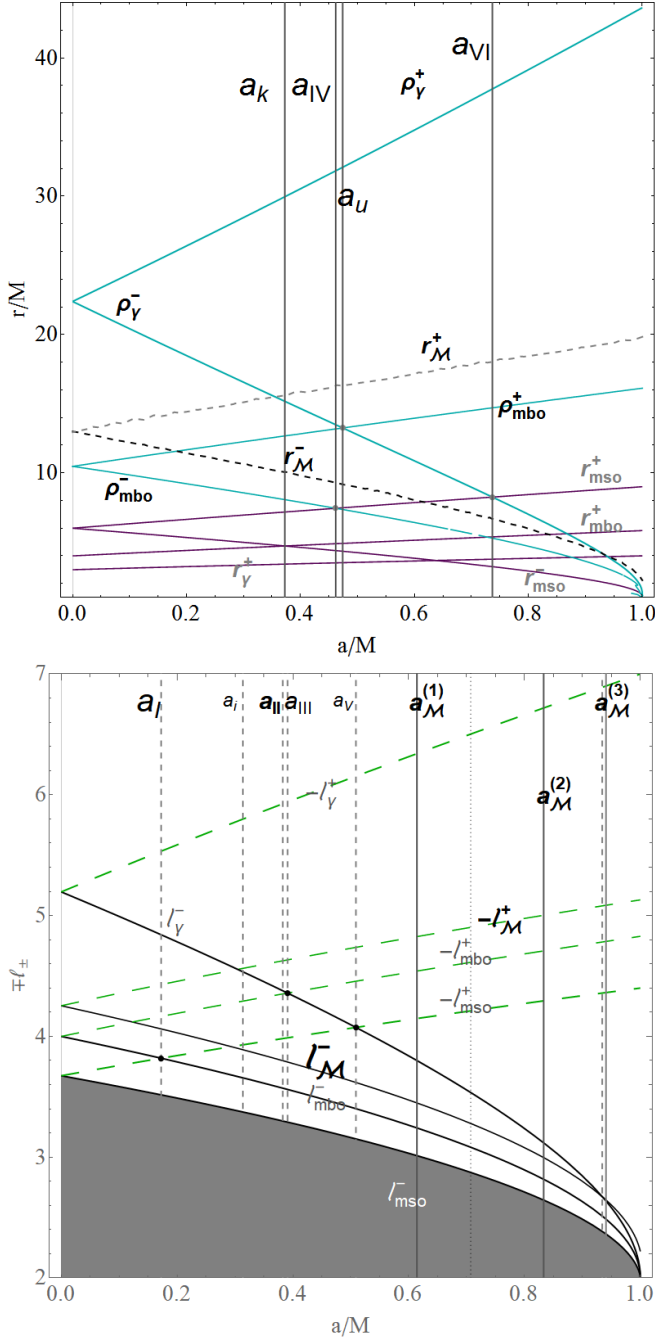 40
30
20
10
r/M
a_k
a_IV
a_u
a_VI
ρ_γ^+
ρ_γ^-
r_ℳ^+
ρ_mbo^+
r_ℳ^-
ρ_mbo^-
r_mso^+
r_mbo^+
r_γ^+
r_mso^-
0.0 0.2 0.4 0.6 0.8 1.0
a/M
7
6
5
4
3
2
∓ℓ_±
a_I
a_i
a_II
a_III
a_V
a_ℳ^(1)
a_ℳ^(3)
a_ℳ^(2)
-l_γ^+
l_γ^-
-l_ℳ^+
-l_mbo^+
-l_mso^+
l_ℳ^-
l_mbo^-
l_mso^-
0.0 0.2 0.4 0.6 0.8 1.0
a/M